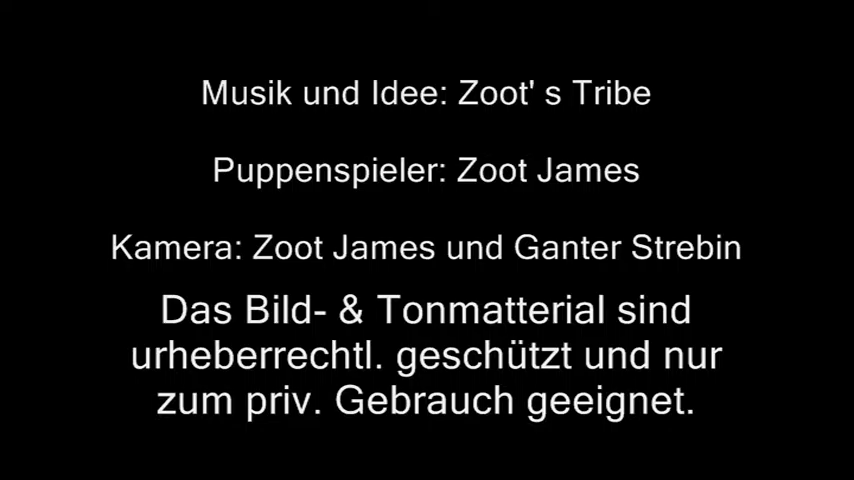 Musik und Idee: Zoot' s Tribe
Puppenspieler: Zoot James
Kamera: Zoot James und Ganter Strebin
Das Bild- & Tonmatterial sind
urheberrechtl. geschützt und nur
zum priv. Gebrauch geeignet.